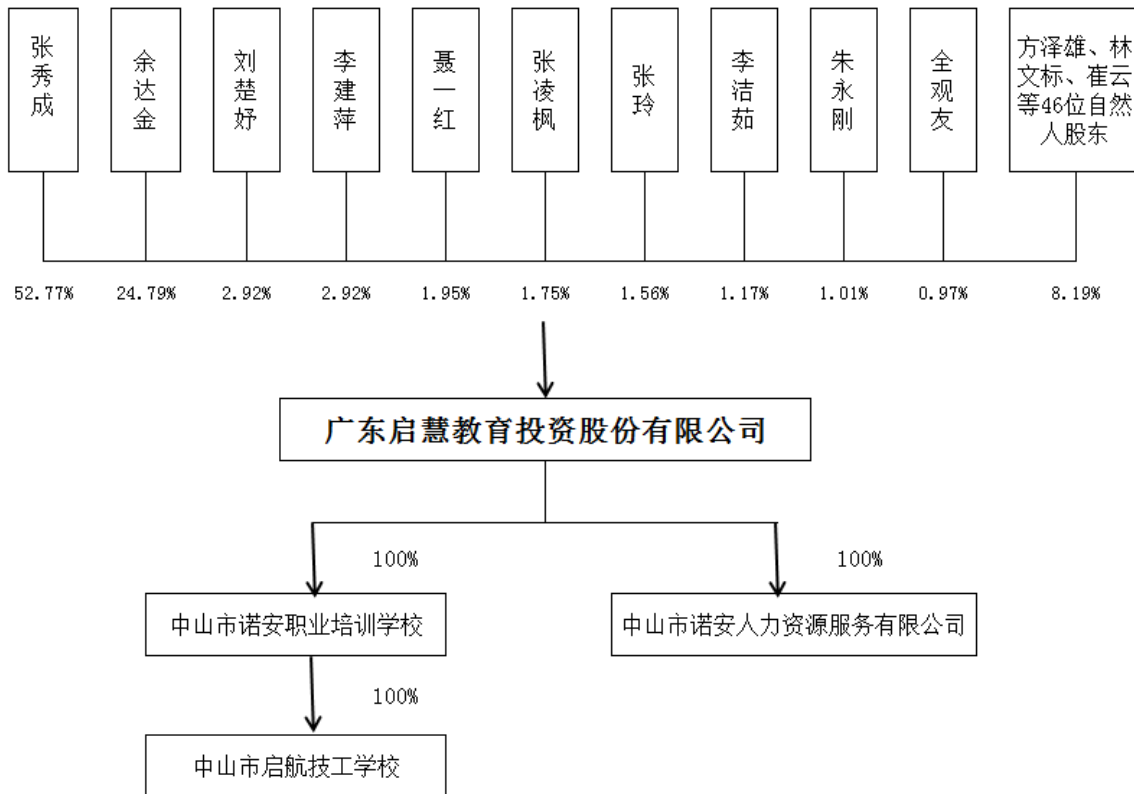 张秀成
余达金
刘楚妤
李建萍
聂一红
张凌枫
张玲
李洁茹
朱永刚
全观友
方泽雄、林
文标、崔云
等46位自然
人股东
52.77%
24.79%
2.92%
2.92%
1.95%
1.75%
1.56%
1.17%
1.01%
0.97%
8.19%
广东启慧教育投资股份有限公司
100%
100%
中山市诺安职业培训学校
中山市诺安人力资源服务有限公司
100%
中山市启航技工学校